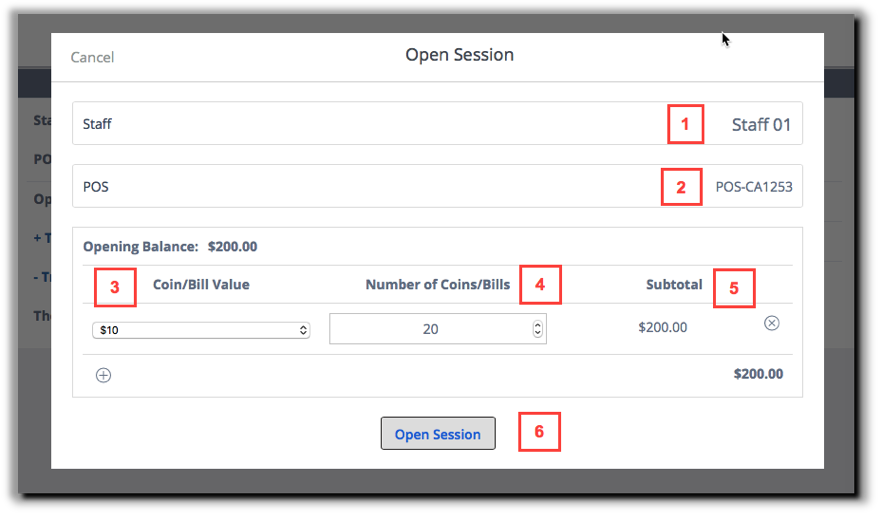 Cancel
Open Session
Staff 1 Staff 01
POS 2 POS-CA1253
Opening Balance: $200.00
3 Coin/Bill Value Number of Coins/Bills 4 Subtotal 5
$10 20 $200.00
$200.00
Open Session 6
Sta
PO
Op
+ T
- T
The